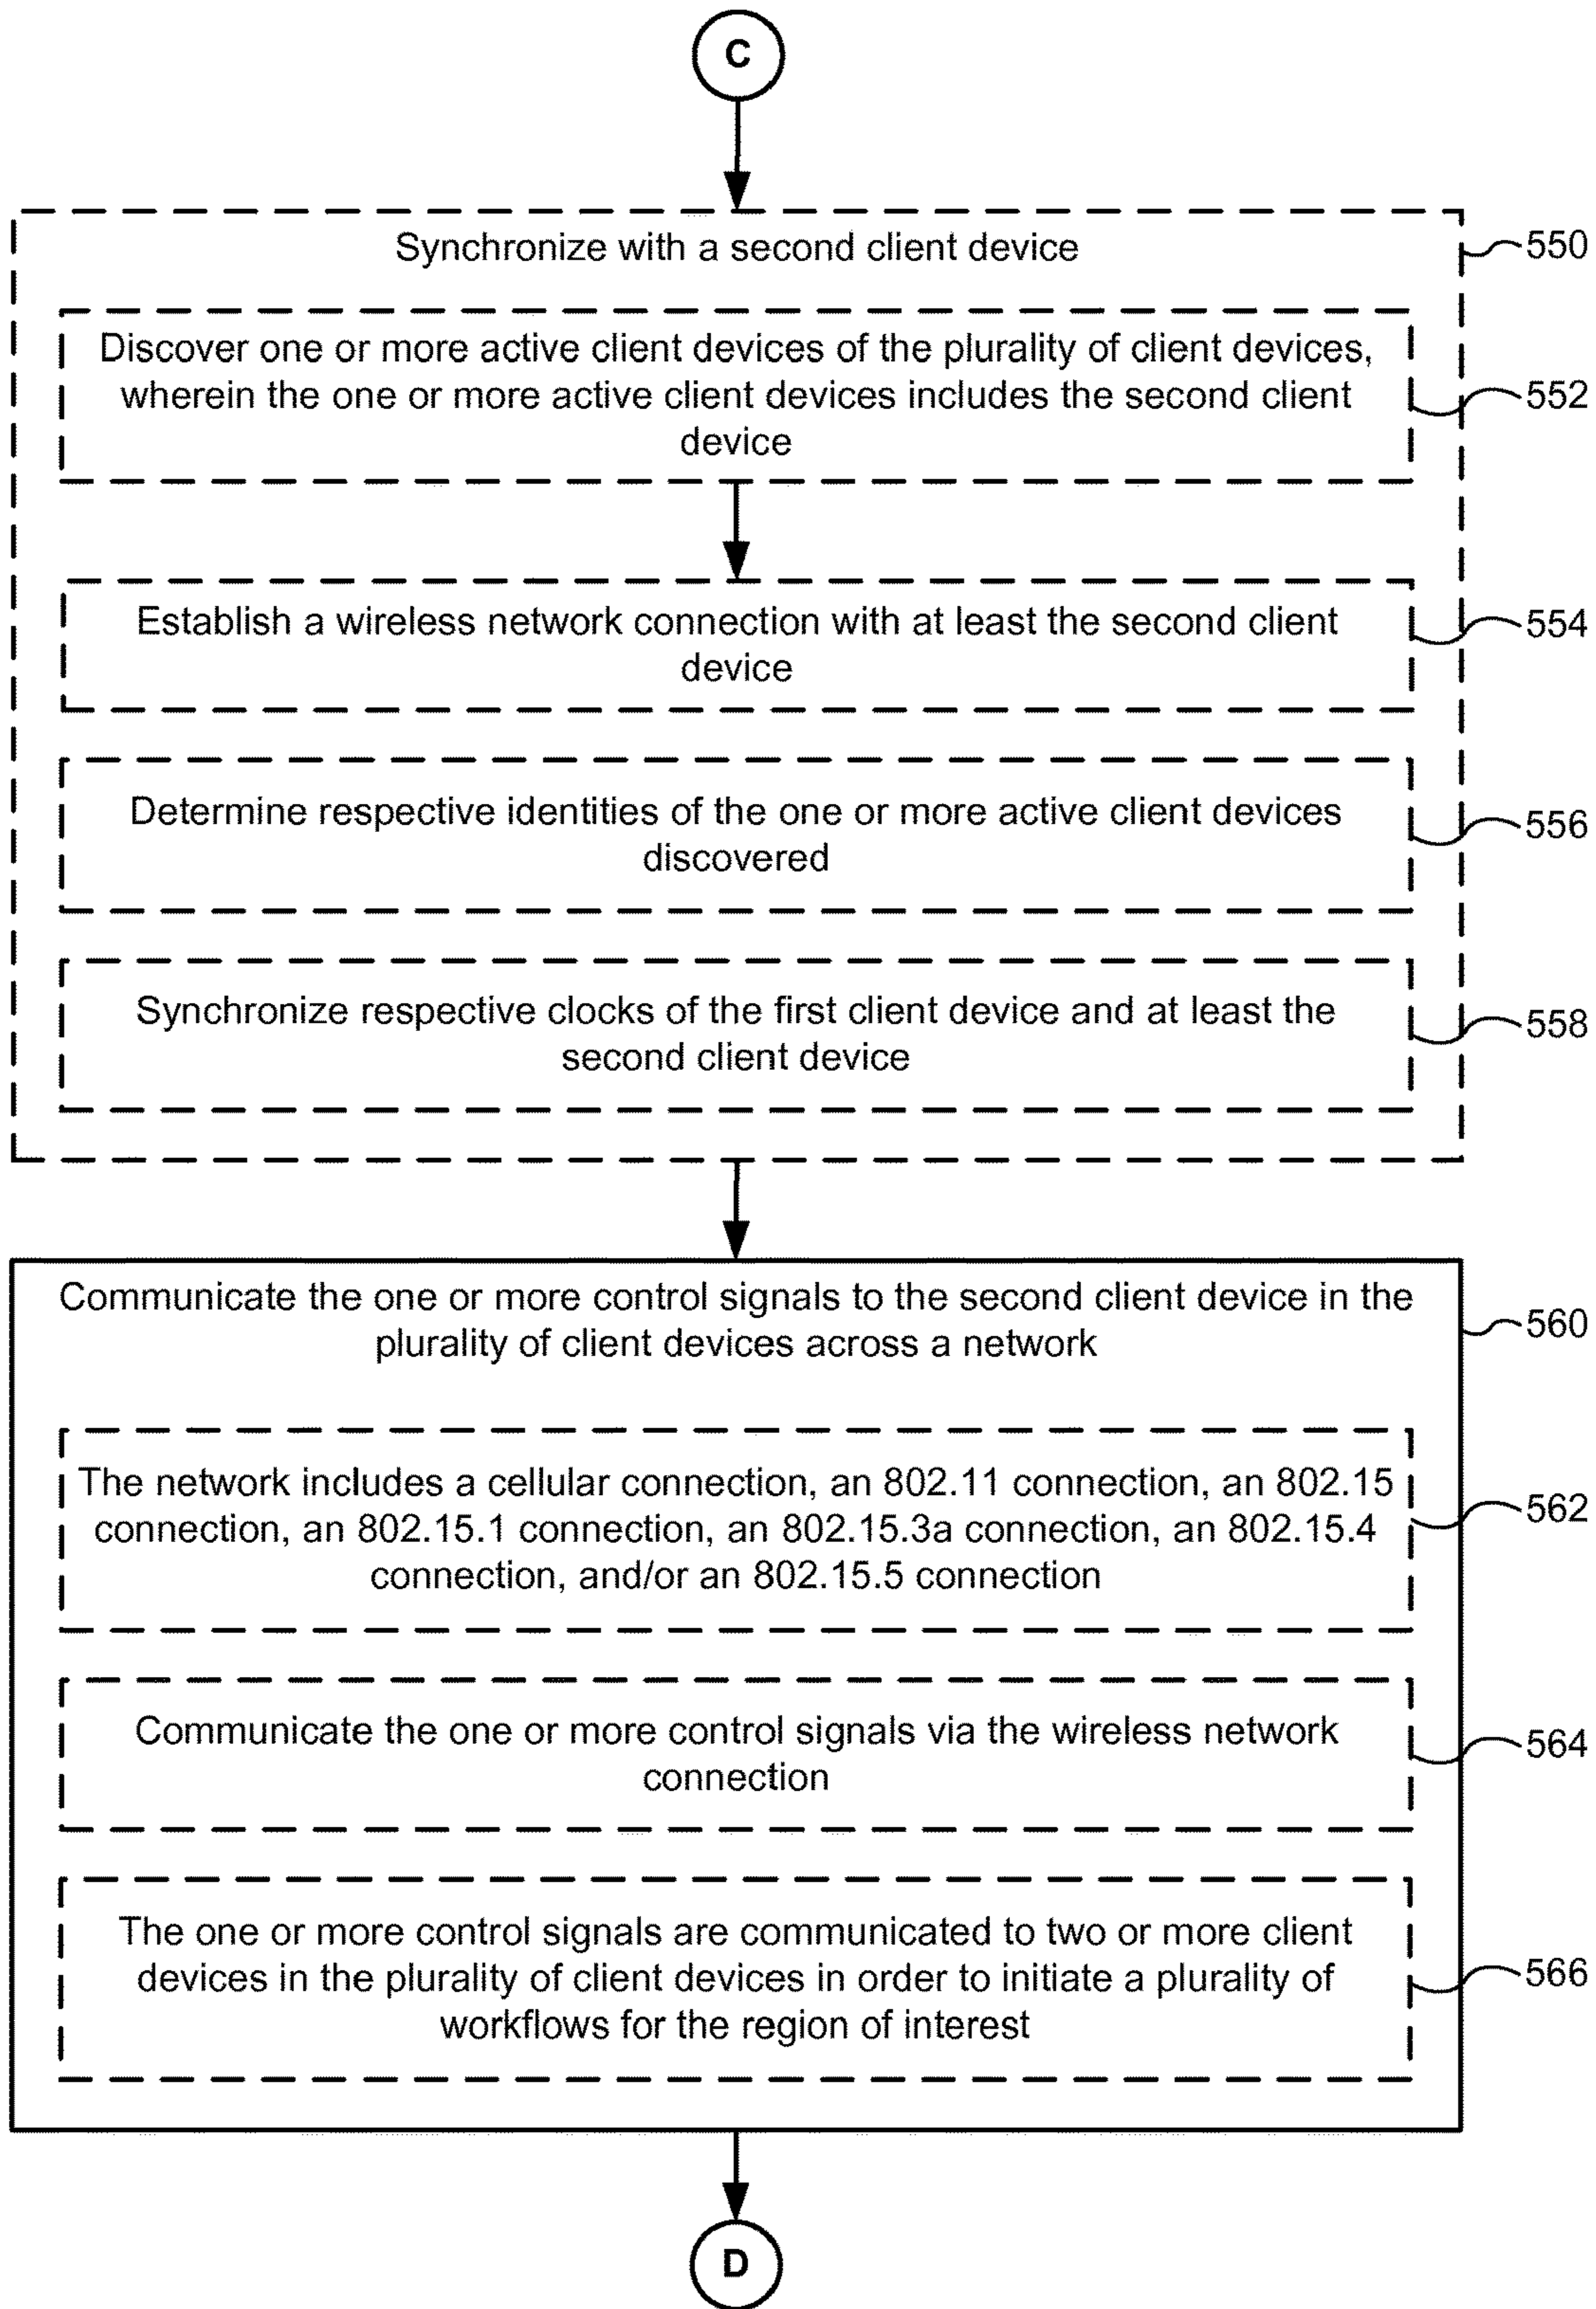 C
Synchronize with a second client device
550
Discover one or more active client devices of the plurality of client devices,
wherein the one or more active client devices includes the second client
device
552
Establish a wireless network connection with at least the second client
device
554
Determine respective identities of the one or more active client devices
discovered
556
Synchronize respective clocks of the first client device and at least the
second client device
558
Communicate the one or more control signals to the second client device in the
plurality of client devices across a network
560
The network includes a cellular connection, an 802.11 connection, an 802.15
connection, an 802.15.1 connection, an 802.15.3a connection, an 802.15.4
connection, and/or an 802.15.5 connection
562
Communicate the one or more control signals via the wireless network
connection
564
The one or more control signals are communicated to two or more client
devices in the plurality of client devices in order to initiate a plurality of
workflows for the region of interest
566
D